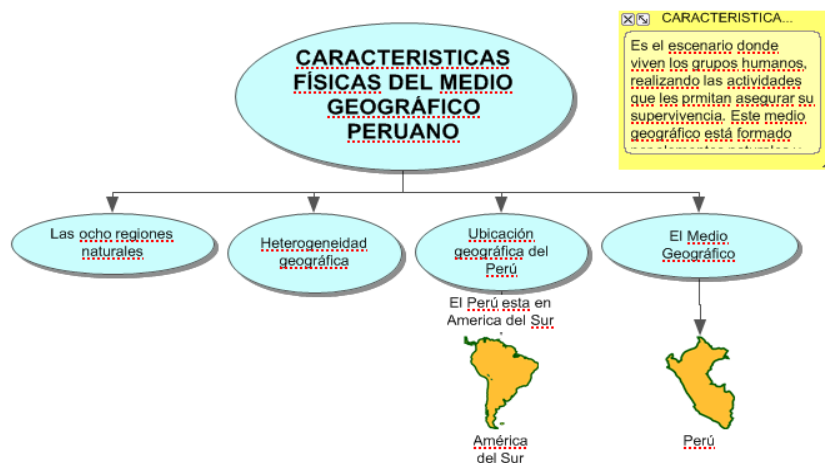 CARACTERISTICAS
FÍSICAS DEL MEDIO
GEOGRÁFICO
PERUANO
CARACTERISTICA...
Es el escenario donde
viven los grupos humanos,
realizando las actividades
que les prmitan asegurar su
supervivencia. Este medio
geográfico está formado
Las ocho regiones
naturales
Heterogeneidad
geográfica
Ubicación
geográfica del
Perú
El Medio
Geográfico
El Perú esta en
America del Sur
América
del Sur
Perú